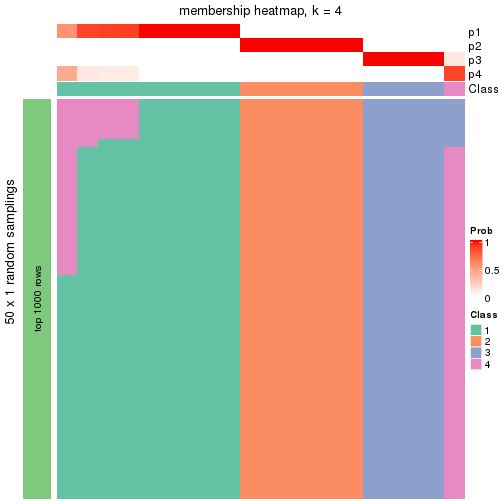 membership heatmap, k = 4
p1
p2
p3
p4
Class
50 x 1 random samplings
top 1000 rows
Prob
1
0.5
0
Class
1
2
3
4